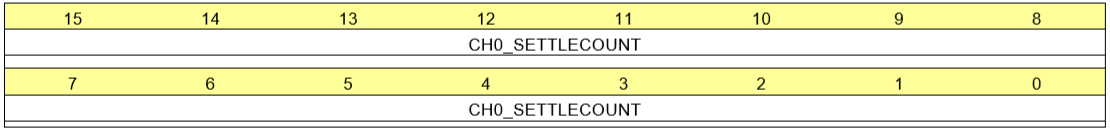 15 14 13 12 11 10 9 8
CH0_SETTLECOUNT
7 6 5 4 3 2 1 0
CH0_SETTLECOUNT